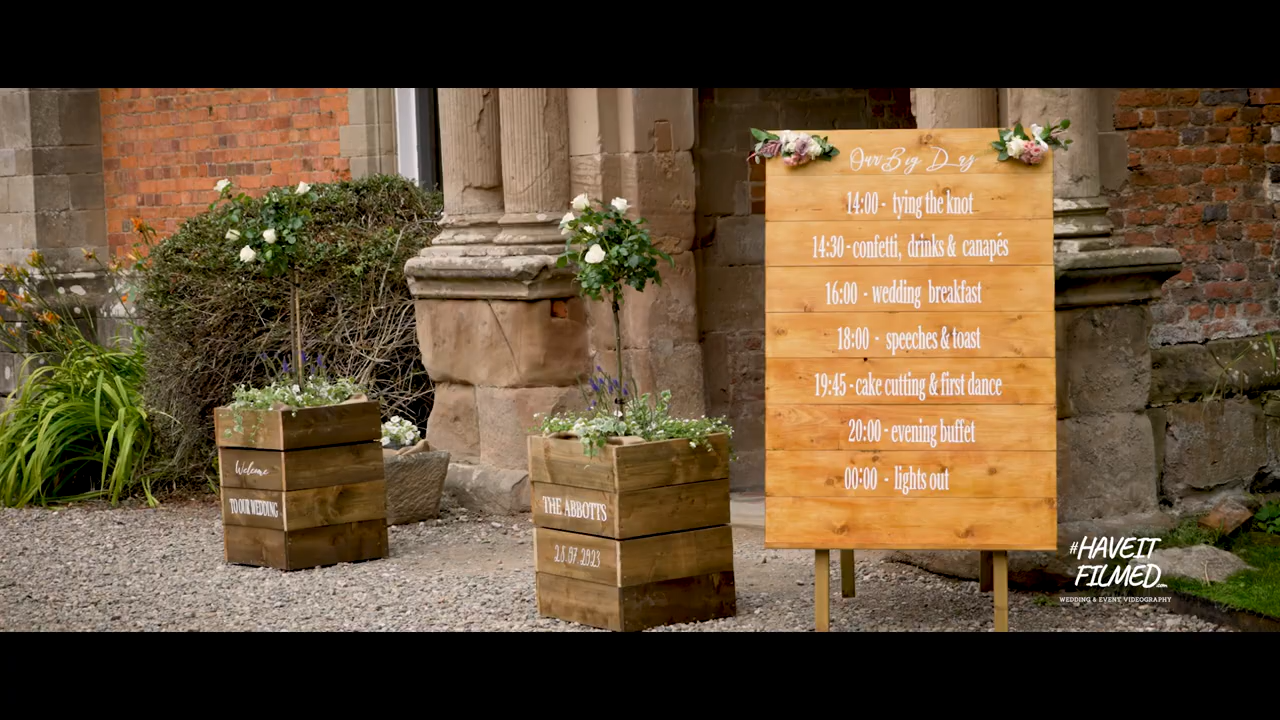 Our Big Day
14:00 - tying the knot
14:30 - confetti, drinks & canapés
16:00 - wedding breakfast
18:00 - speeches & toast
19:45 - cake cutting & first dance
20:00 - evening buffet
00:00 - lights out
Welcome
TO OUR WEDDING
THE ABBOTTS
28.07.2023
#HAVEIT
FILMED.com
WEDDING & EVENT VIDEOGRAPHY